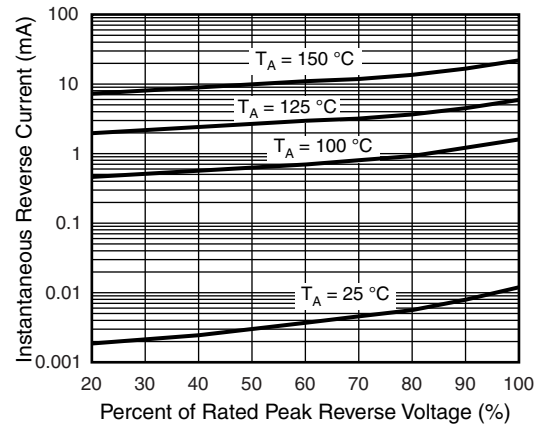 Instantaneous Reverse Current (mA)
100
10
1
0.1
0.01
0.001
T_A = 150 °C
T_A = 125 °C
T_A = 100 °C
T_A = 25 °C
20 30 40 50 60 70 80 90 100
Percent of Rated Peak Reverse Voltage (%)